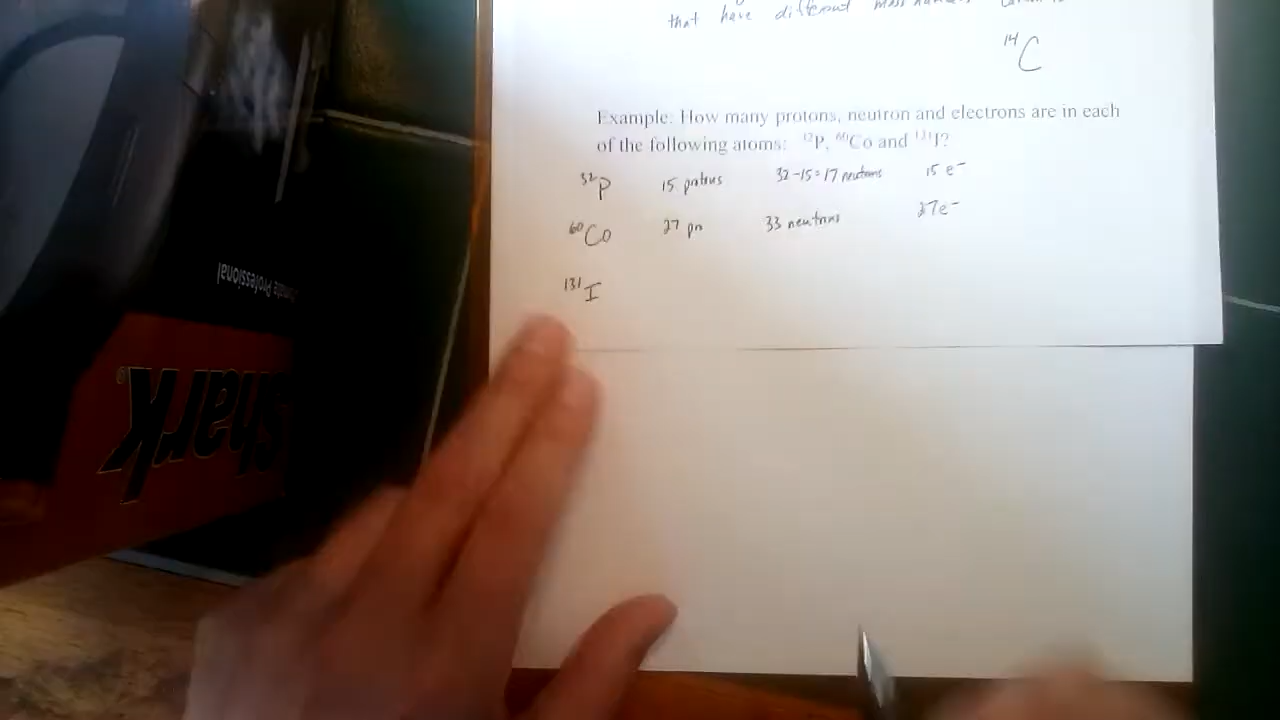 that have different mass
¹⁴C
Example: How many protons, neutron and electrons are in each
of the following atoms: ³²P, ⁶⁰Co and ¹³¹I?
³²P 15 protons 32-15=17 neutrons 15 e⁻
⁶⁰Co 27 pn 33 neutrons 27e⁻
¹³¹I
Professional
Shark®